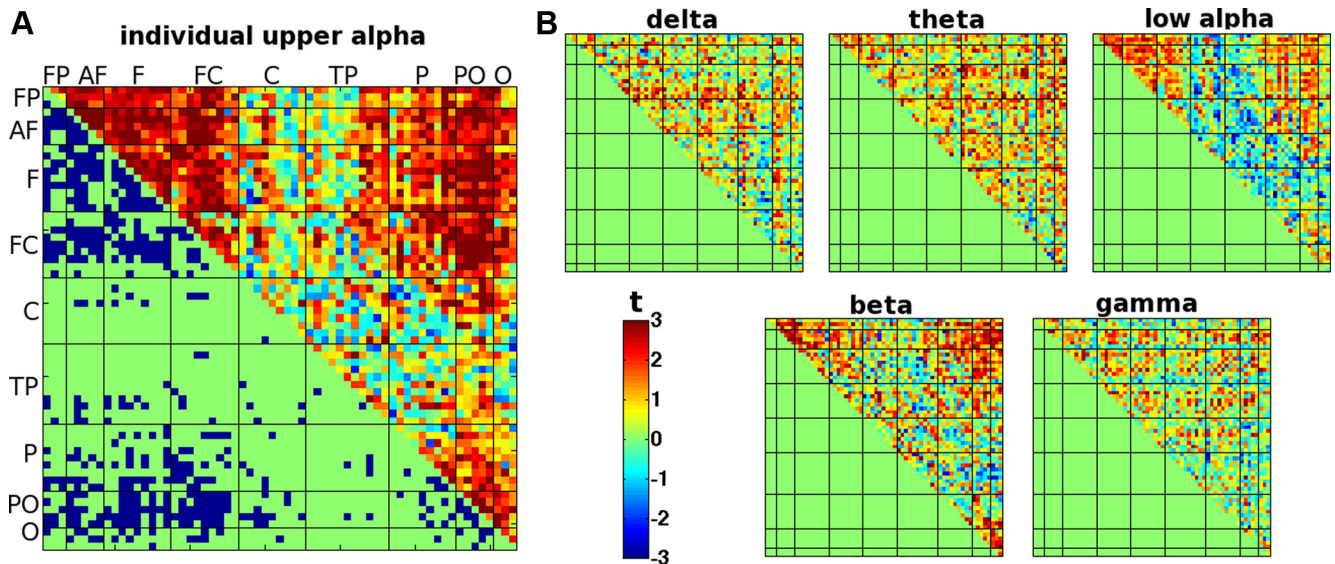 A
individual upper alpha
FP AF F FC C TP P PO O
FP
AF
F
FC
C
TP
P
PO
O
B
delta theta low alpha
beta gamma
t
3
2
1
0
-1
-2
-3